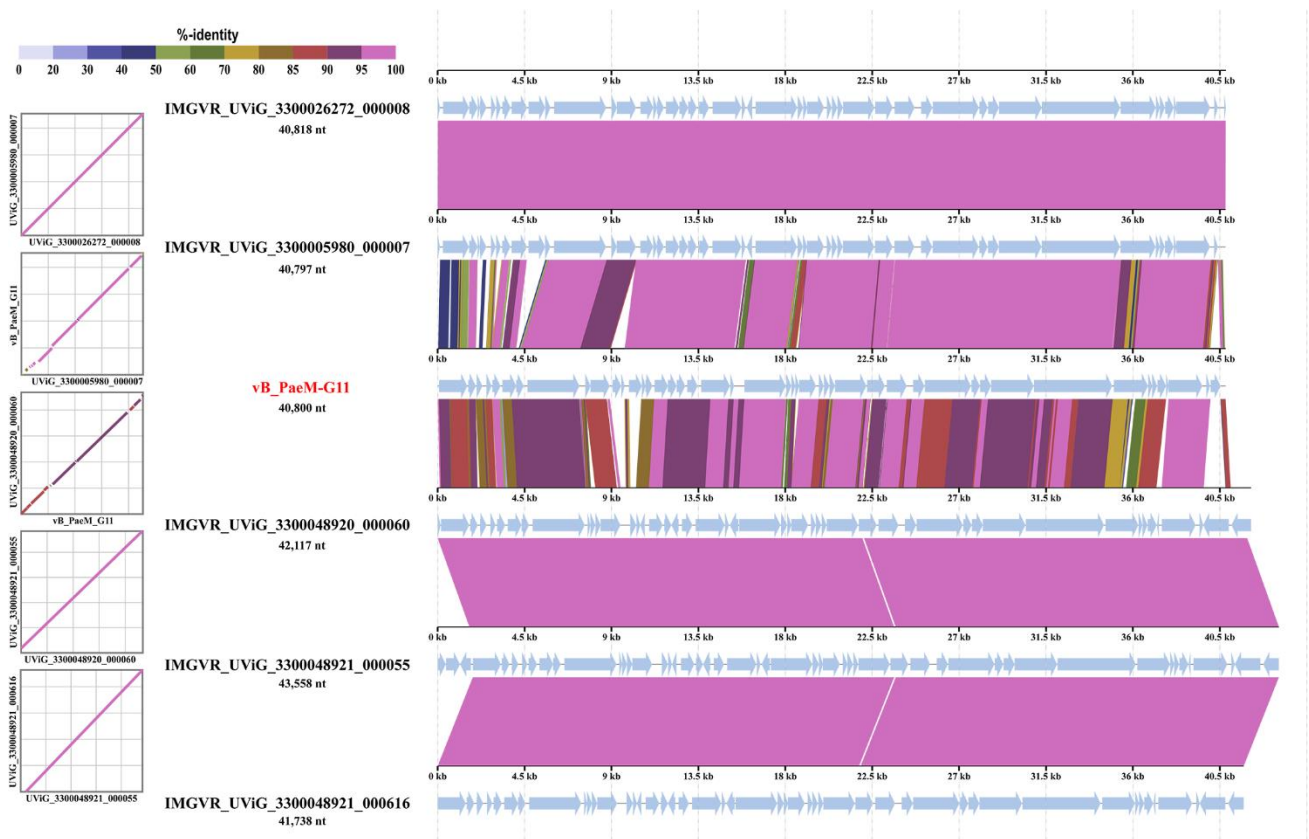 %-identity
0 20 30 40 50 60 70 80 85 90 95 100
0 kb 4.5 kb 9 kb 13.5 kb 18 kb 22.5 kb 27 kb 31.5 kb 36 kb 40.5 kb
IMGVR_UViG_3300026272_000008
40,818 nt
UViG_3300005980_000007
UViG_3300026272_000008
0 kb 4.5 kb 9 kb 13.5 kb 18 kb 22.5 kb 27 kb 31.5 kb 36 kb 40.5 kb
IMGVR_UViG_3300005980_000007
40,797 nt
vB_PaeM_G11
UViG_3300005980_000007
0 kb 4.5 kb 9 kb 13.5 kb 18 kb 22.5 kb 27 kb 31.5 kb 36 kb 40.5 kb
vB_PaeM-G11
40,800 nt
UViG_3300048920_000060
vB_PaeM_G11
0 kb 4.5 kb 9 kb 13.5 kb 18 kb 22.5 kb 27 kb 31.5 kb 36 kb 40.5 kb
IMGVR_UViG_3300048920_000060
42,117 nt
UViG_3300048921_000055
UViG_3300048920_000060
0 kb 4.5 kb 9 kb 13.5 kb 18 kb 22.5 kb 27 kb 31.5 kb 36 kb 40.5 kb
IMGVR_UViG_3300048921_000055
43,558 nt
UViG_3300048921_000616
UViG_3300048921_000055
0 kb 4.5 kb 9 kb 13.5 kb 18 kb 22.5 kb 27 kb 31.5 kb 36 kb 40.5 kb
IMGVR_UViG_3300048921_000616
41,738 nt